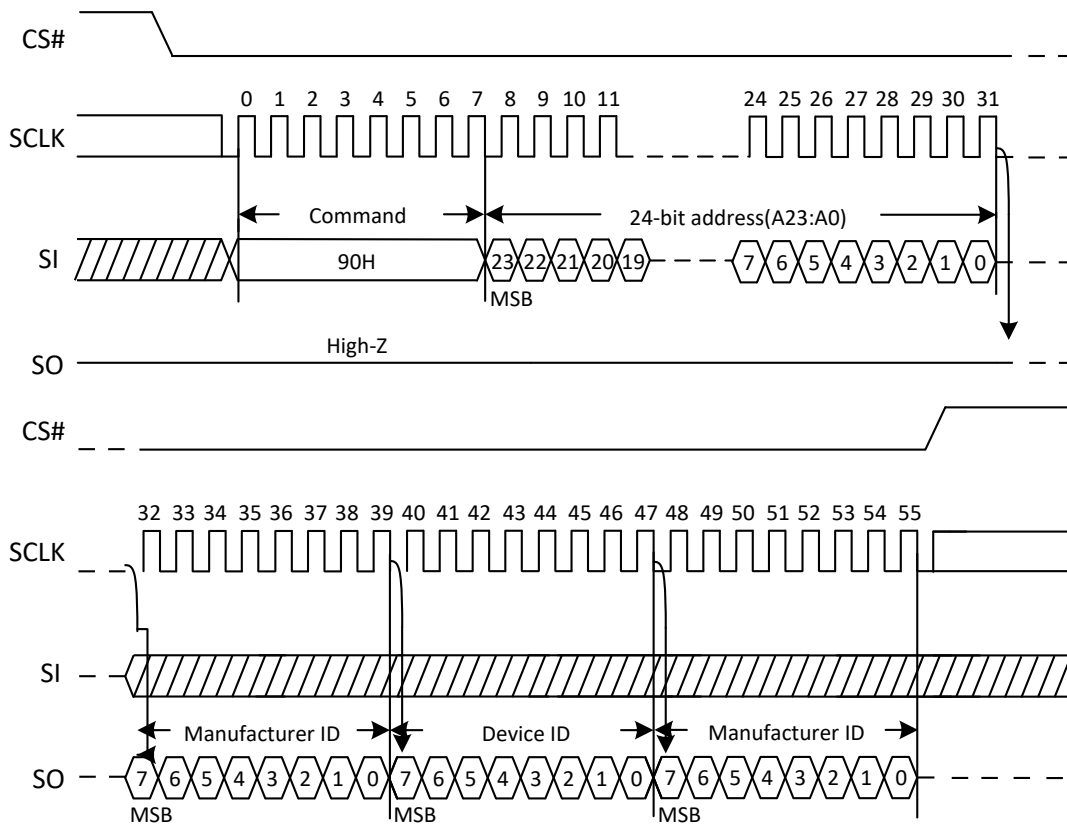 CS#
0 1 2 3 4 5 6 7 8 9 10 11 24 25 26 27 28 29 30 31
SCLK
Command 24-bit address(A23:A0)
SI 90H 23 22 21 20 19 7 6 5 4 3 2 1 0
MSB
High-Z
SO
CS#
32 33 34 35 36 37 38 39 40 41 42 43 44 45 46 47 48 49 50 51 52 53 54 55
SCLK
SI
Manufacturer ID Device ID Manufacturer ID
SO 7 6 5 4 3 2 1 0 7 6 5 4 3 2 1 0 7 6 5 4 3 2 1 0
MSB MSB MSB